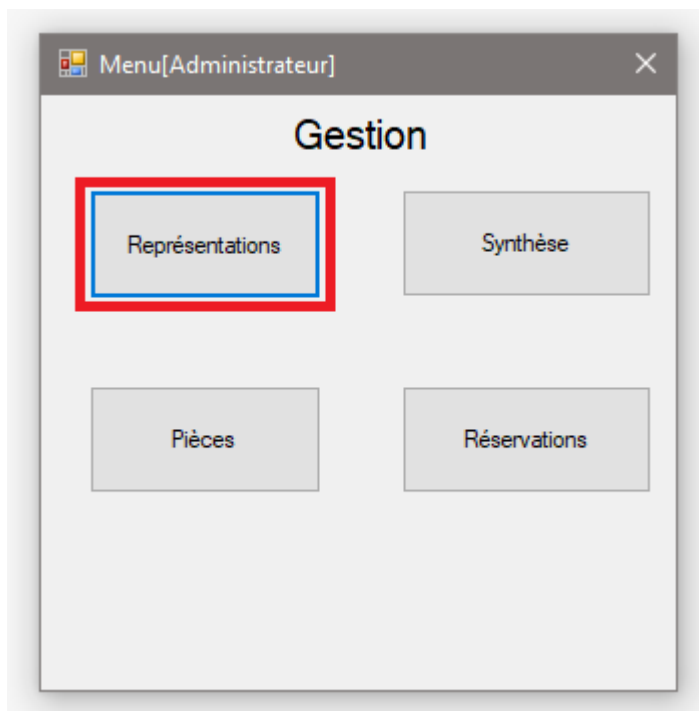 Menu[Administrateur]
Gestion
Représentations
Synthèse
Pièces
Réservations